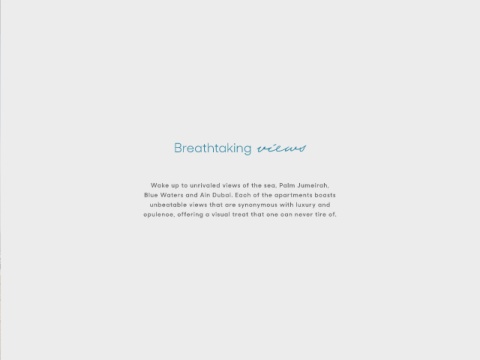 Breathtaking views
Wake up to unrivaled views of the sea, Palm Jumeirah,
Blue Waters and Ain Dubai. Each of the apartments boasts
unbeatable views that are synonymous with luxury and
opulence, offering a visual treat that one can never tire of.